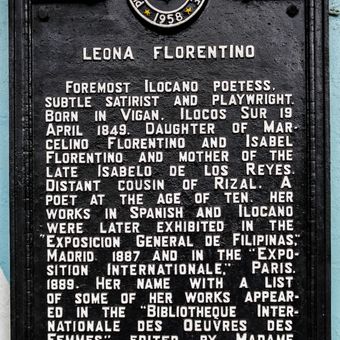 1958
LEONA FLORENTINO
FOREMOST ILOCANO POETESS,
SUBTLE SATIRIST AND PLAYWRIGHT.
BORN IN VIGAN, ILOCOS SUR 19
APRIL 1849. DAUGHTER OF MAR-
CELINO FLORENTINO AND ISABEL
FLORENTINO AND MOTHER OF THE
LATE ISABELO DE LOS REYES.
DISTANT COUSIN OF RIZAL. A
POET AT THE AGE OF TEN. HER
WORKS IN SPANISH AND ILOCANO
WERE LATER EXHIBITED IN THE
"EXPOSICION GENERAL DE FILIPINAS,"
MADRID 1887 AND IN THE "EXPO-
SITION INTERNATIONALE," PARIS,
1889. HER NAME WITH A LIST
OF SOME OF HER WORKS APPEAR-
ED IN THE "BIBLIOTHEQUE INTER-
NATIONALE DES OEUVRES DES
FEMMES" EDITED BY MADAME